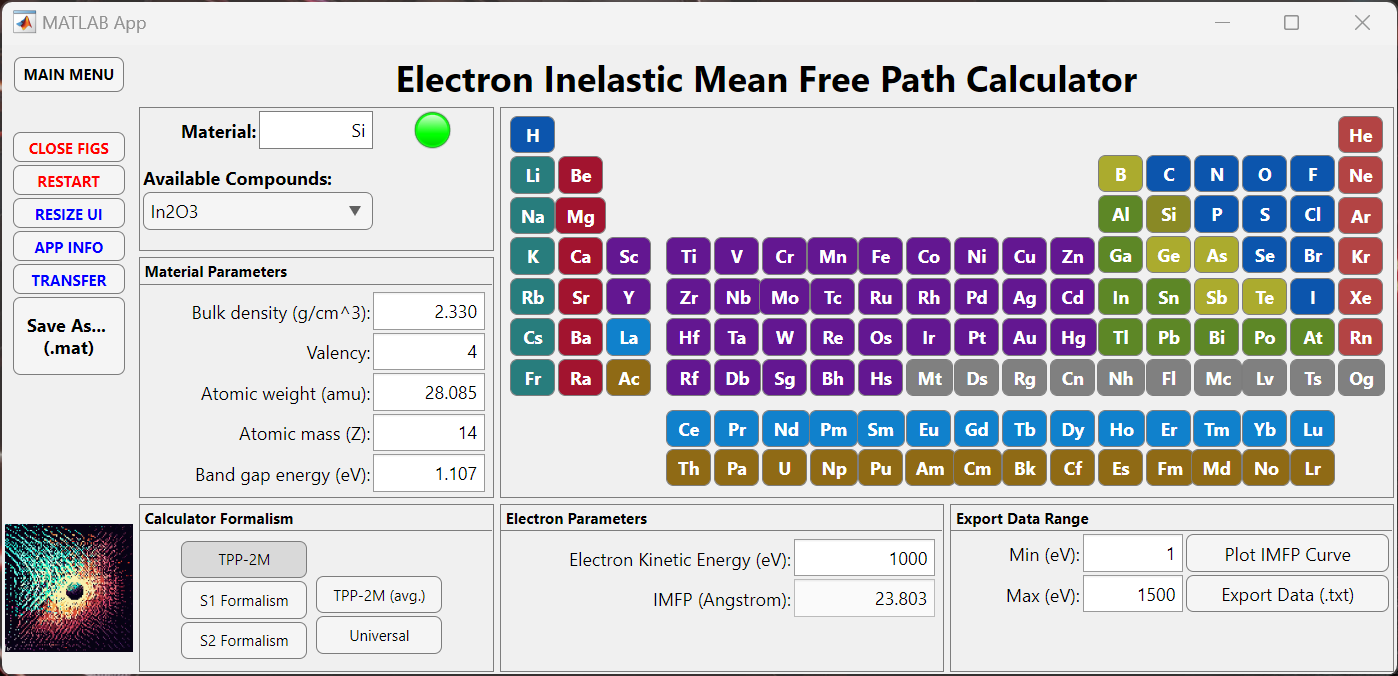 MATLAB App
MAIN MENU
Electron Inelastic Mean Free Path Calculator
CLOSE FIGS
RESTART
RESIZE UI
APP INFO
TRANSFER
Save As...
(.mat)
Material: Si
Available Compounds:
In2O3
Material Parameters
Bulk density (g/cm^3): 2.330
Valency: 4
Atomic weight (amu): 28.085
Atomic mass (Z): 14
Band gap energy (eV): 1.107
H He
Li Be B C N O F Ne
Na Mg Al Si P S Cl Ar
K Ca Sc Ti V Cr Mn Fe Co Ni Cu Zn Ga Ge As Se Br Kr
Rb Sr Y Zr Nb Mo Tc Ru Rh Pd Ag Cd In Sn Sb Te I Xe
Cs Ba La Hf Ta W Re Os Ir Pt Au Hg Tl Pb Bi Po At Rn
Fr Ra Ac Rf Db Sg Bh Hs Mt Ds Rg Cn Nh Fl Mc Lv Ts Og
Ce Pr Nd Pm Sm Eu Gd Tb Dy Ho Er Tm Yb Lu
Th Pa U Np Pu Am Cm Bk Cf Es Fm Md No Lr
Calculator Formalism
TPP-2M
S1 Formalism
S2 Formalism
TPP-2M (avg.)
Universal
Electron Parameters
Electron Kinetic Energy (eV): 1000
IMFP (Angstrom): 23.803
Export Data Range
Min (eV): 1 Plot IMFP Curve
Max (eV): 1500 Export Data (.txt)